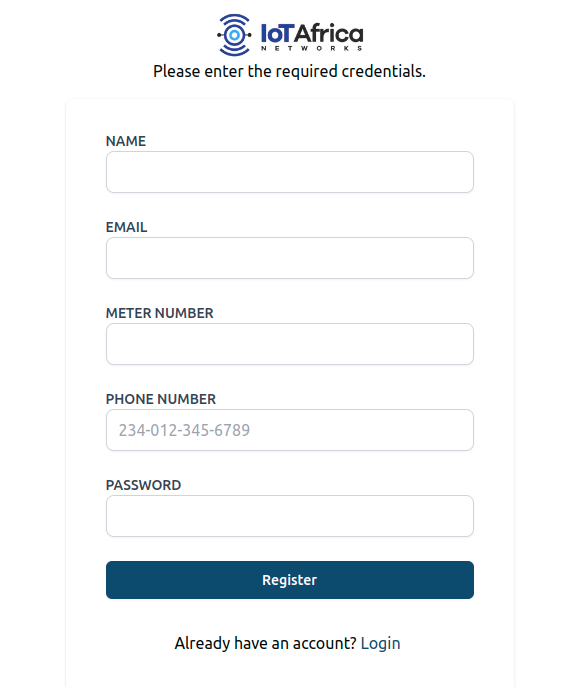 IoTAfrica
NETWORKS
Please enter the required credentials.
NAME
EMAIL
METER NUMBER
PHONE NUMBER
234-012-345-6789
PASSWORD
Register
Already have an account? Login